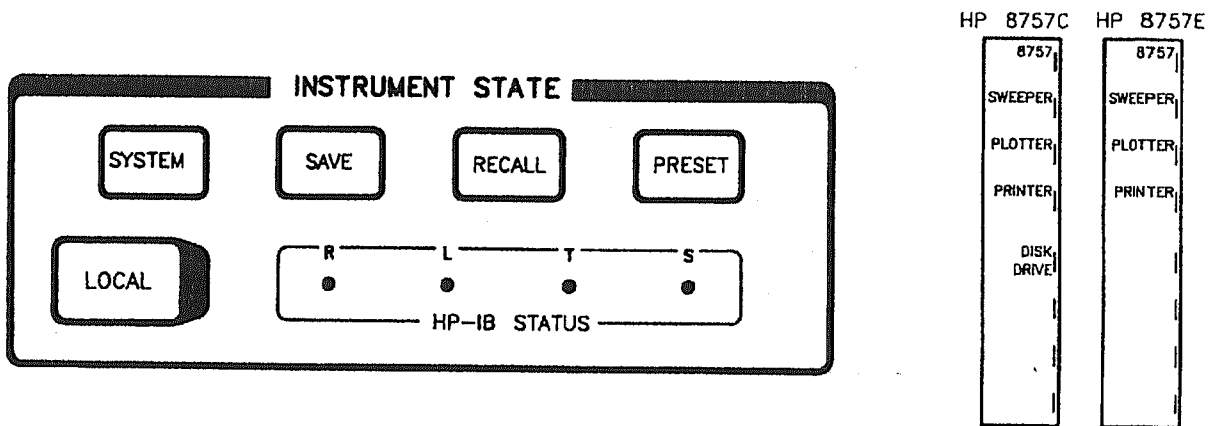 HP 8757C HP 8757E
INSTRUMENT STATE
SYSTEM SAVE RECALL PRESET
LOCAL
R L T S
HP-IB STATUS
8757
SWEEPER
PLOTTER
PRINTER
DISK
DRIVE
8757
SWEEPER
PLOTTER
PRINTER